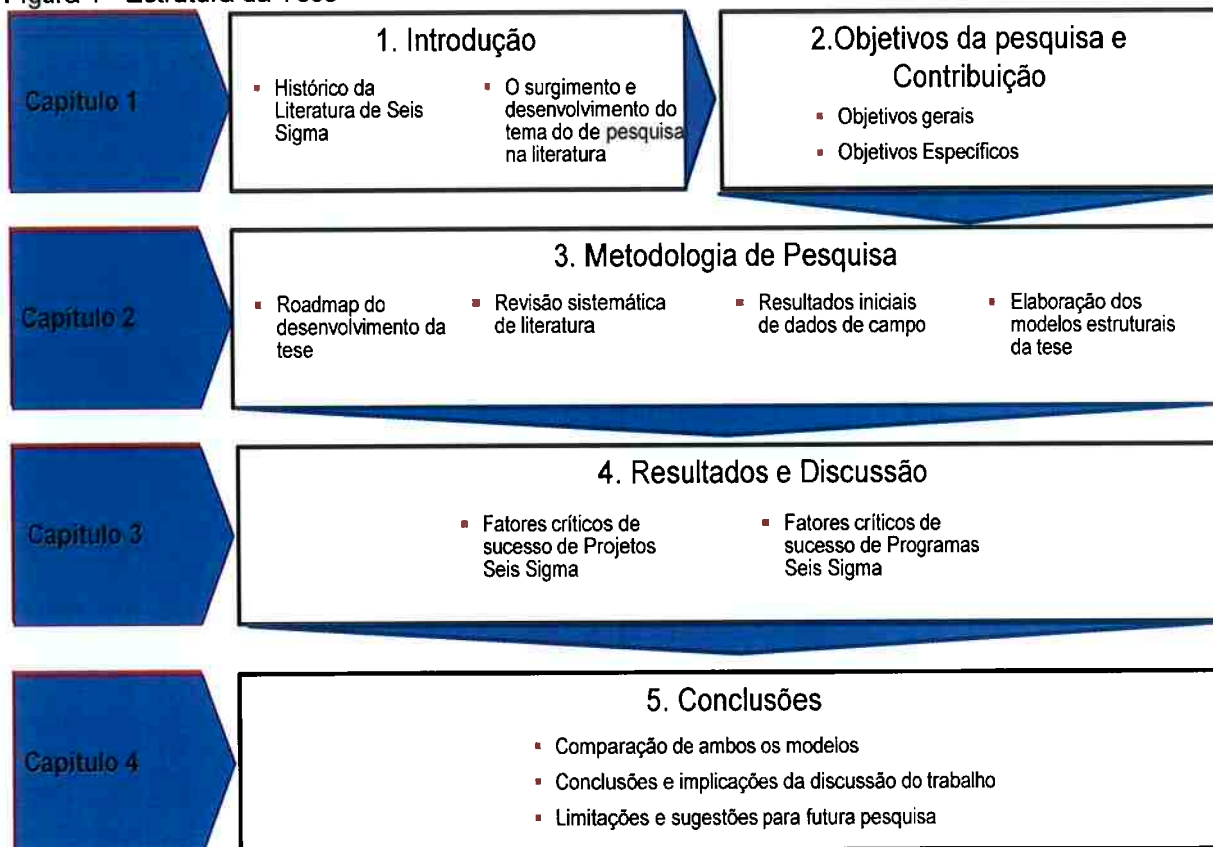 Capítulo 1
1. Introdução
Histórico da
Literatura de Seis
Sigma
O surgimento e
desenvolvimento do
tema do de pesquisa
na literatura
2.Objetivos da pesquisa e
Contribuição
Objetivos gerais
Objetivos Específicos
Capítulo 2
3. Metodologia de Pesquisa
Roadmap do
desenvolvimento da
tese
Revisão sistemática
de literatura
Resultados iniciais
de dados de campo
Elaboração dos
modelos estruturais
da tese
Capítulo 3
4. Resultados e Discussão
Fatores críticos de
sucesso de Projetos
Seis Sigma
Fatores críticos de
sucesso de Programas
Seis Sigma
Capítulo 4
5. Conclusões
Comparação de ambos os modelos
Conclusões e implicações da discussão do trabalho
Limitações e sugestões para futura pesquisa